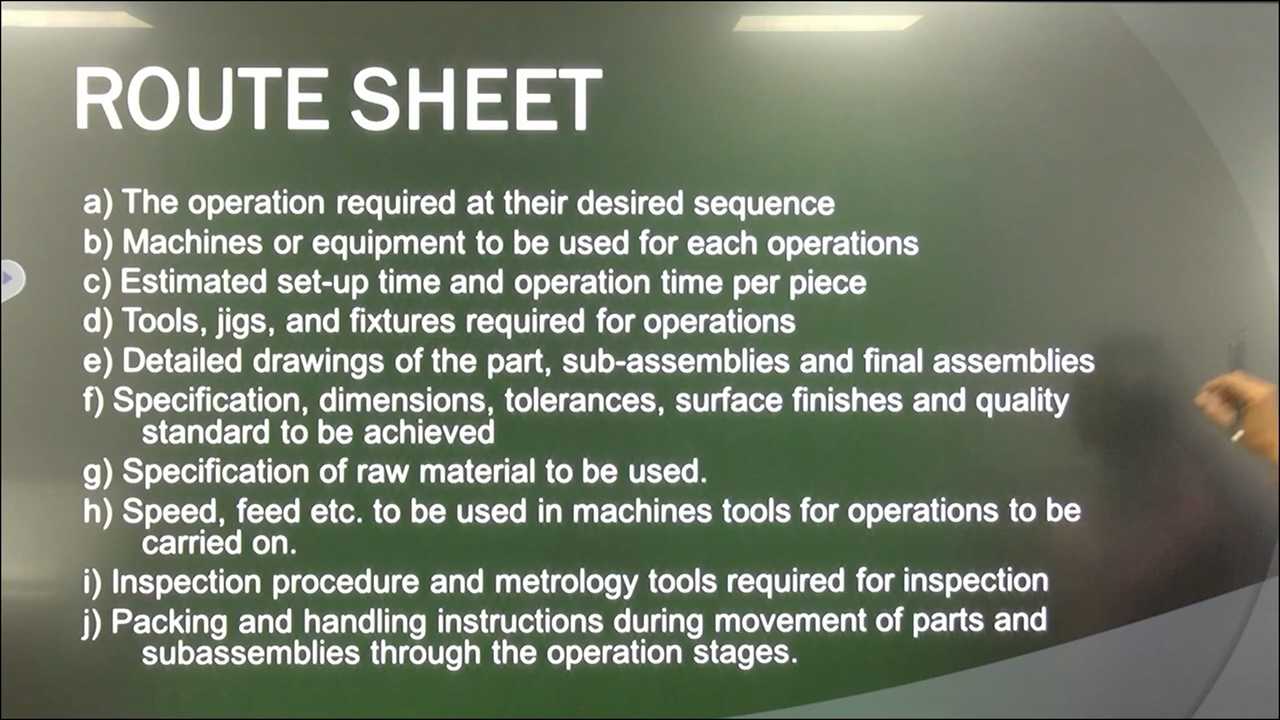 ROUTE SHEET
a) The operation required at their desired sequence
b) Machines or equipment to be used for each operations
c) Estimated set-up time and operation time per piece
d) Tools, jigs, and fixtures required for operations
e) Detailed drawings of the part, sub-assemblies and final assemblies
f) Specification, dimensions, tolerances, surface finishes and quality
standard to be achieved
g) Specification of raw material to be used.
h) Speed, feed etc. to be used in machines tools for operations to be
carried on.
i) Inspection procedure and metrology tools required for inspection
j) Packing and handling instructions during movement of parts and
subassemblies through the operation stages.